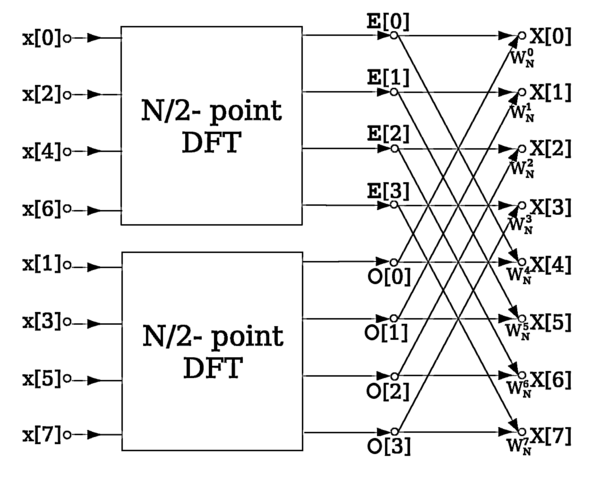 x[0]
x[2]
x[4]
x[6]
x[1]
x[3]
x[5]
x[7]
N/2- point
DFT
N/2- point
DFT
E[0]
E[1]
E[2]
E[3]
O[0]
O[1]
O[2]
O[3]
X[0]
W_N^0
X[1]
W_N^1
X[2]
W_N^2
X[3]
W_N^3
X[4]
W_N^4
X[5]
W_N^5
X[6]
W_N^6
X[7]
W_N^7